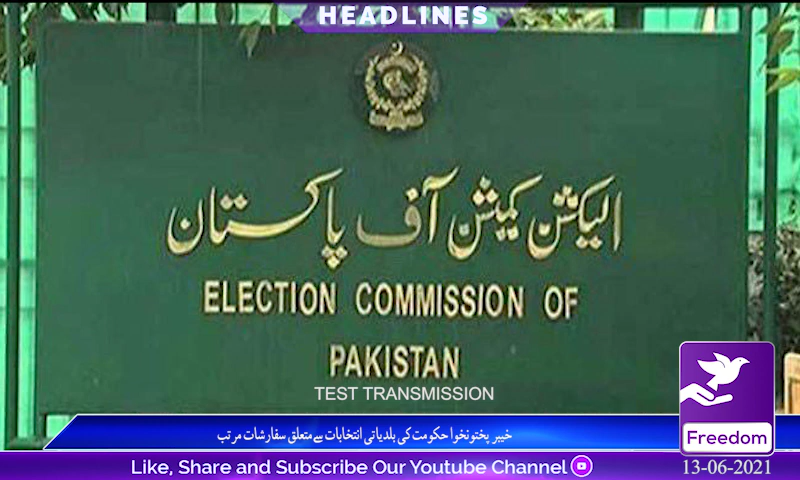 HEADLINES
الیکشن کمیشن آف پاکستان
ELECTION COMMISSION OF
PAKISTAN
TEST TRANSMISSION
خیبر پختونخوا حکومت کی بلدیاتی انتخابات سے متعلق سفارشات مرتب
Freedom
Like, Share and Subscribe Our Youtube Channel
13-06-2021